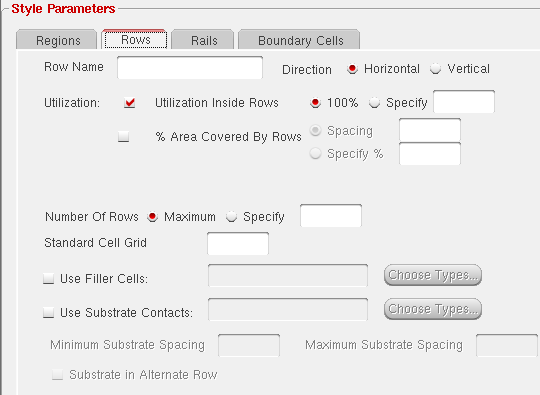 Style Parameters
Regions Rows Rails Boundary Cells
Row Name Direction Horizontal Vertical
Utilization: Utilization Inside Rows 100% Specify
% Area Covered By Rows Spacing
Specify %
Number Of Rows Maximum Specify
Standard Cell Grid
Use Filler Cells: Choose Types...
Use Substrate Contacts: Choose Types...
Minimum Substrate Spacing Maximum Substrate Spacing
Substrate in Alternate Row